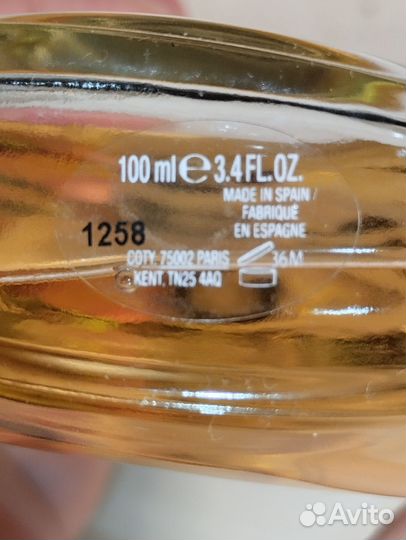 100 ml e 3.4 FL.OZ.
MADE IN SPAIN /
FABRIQUÉ
EN ESPAGNE
1258
COTY. 75002 PARIS
36M
KENT. TN25 4AQ
Avito